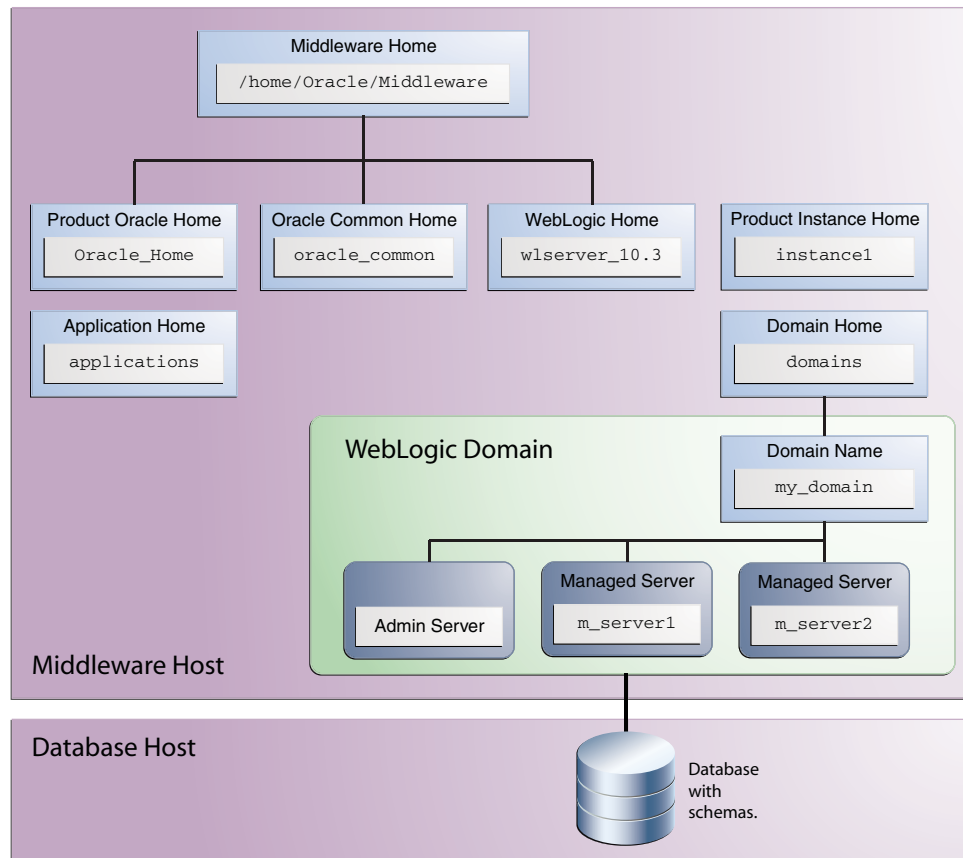 Middleware Home
/home/Oracle/Middleware
Product Oracle Home
Oracle_Home
Oracle Common Home
oracle_common
WebLogic Home
wlserver_10.3
Product Instance Home
instance1
Application Home
applications
Domain Home
domains
WebLogic Domain
Domain Name
my_domain
Admin Server
Managed Server
m_server1
Managed Server
m_server2
Middleware Host
Database Host
Database
with
schemas.